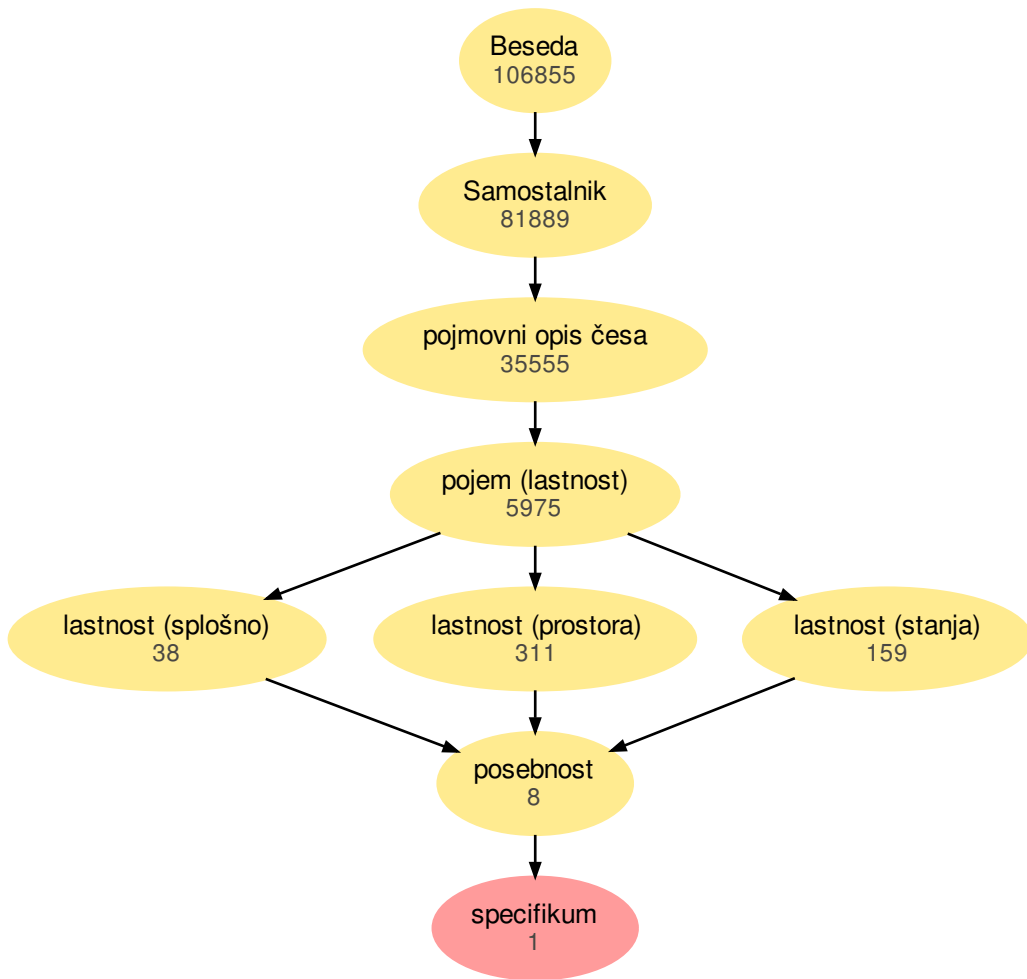 Beseda
106855
Samostalnik
81889
pojmovni opis česa
35555
pojem (lastnost)
5975
lastnost (splošno)
38
lastnost (prostora)
311
lastnost (stanja)
159
posebnost
8
specifikum
1